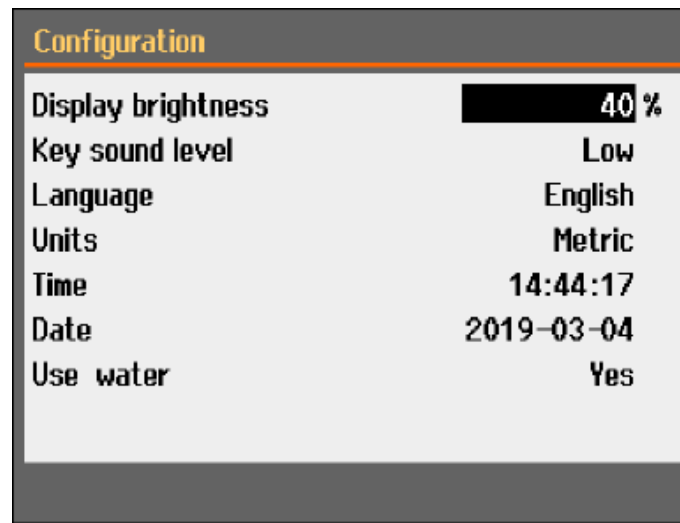 Configuration
Display brightness 40 %
Key sound level Low
Language English
Units Metric
Time 14:44:17
Date 2019-03-04
Use water Yes